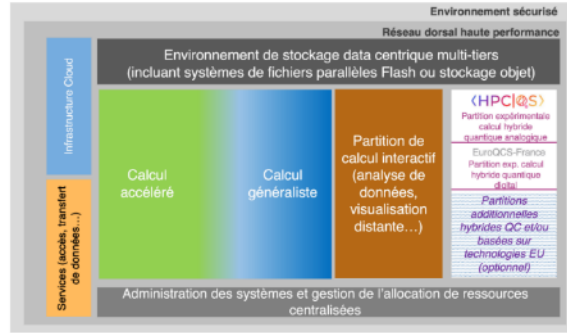 Environnement sécurisé
Réseau dorsal haute performance
Infrastructure Cloud
Services (accès, transfert
de données…)
Environnement de stockage data centrique multi-tiers
(incluant systèmes de fichiers parallèles Flash ou stockage objet)
Calcul
accéléré
Calcul
généraliste
Partition de
calcul interactif
(analyse de
données,
visualisation
distante…)
⟨HPC|QS⟩
Partition expérimentale
calcul hybride
quantique analogique
EuroQCS-France
Partition exp. calcul
hybride quantique
digital
Partitions
additionnelles
hybrides QC et/ou
basées sur
technologies EU
(optionnel)
Administration des systèmes et gestion de l'allocation de ressources
centralisées